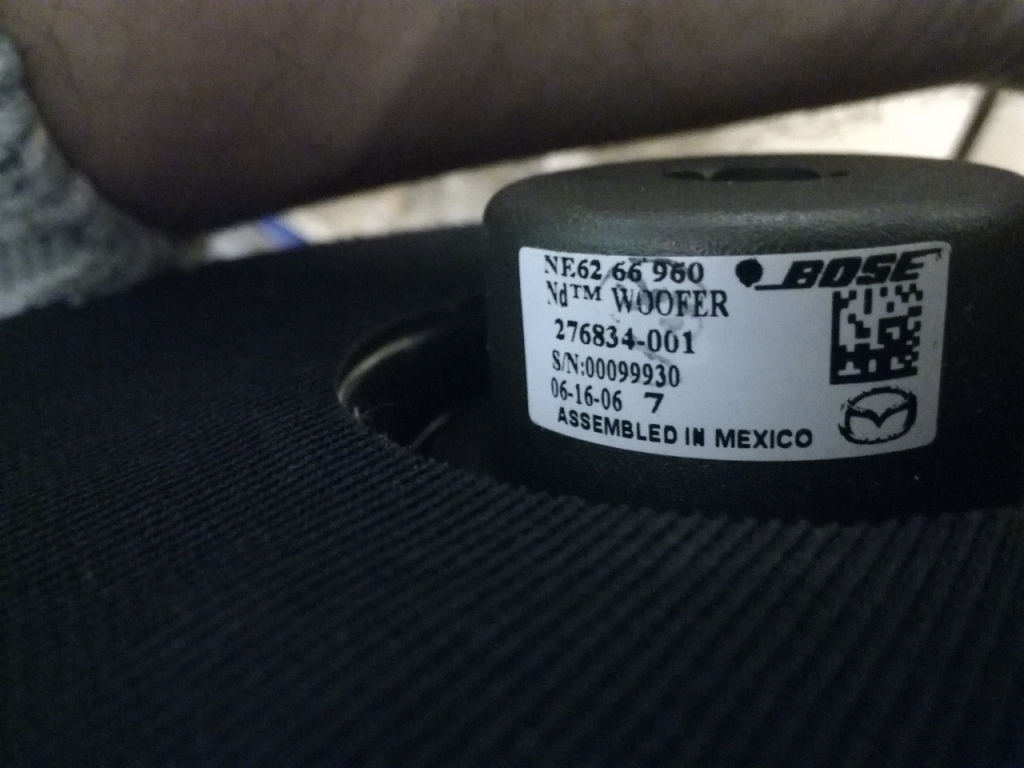 NE62 66 960
BOSE
Nd™ WOOFER
276834-001
S/N:00099930
06-16-06 7
ASSEMBLED IN MEXICO